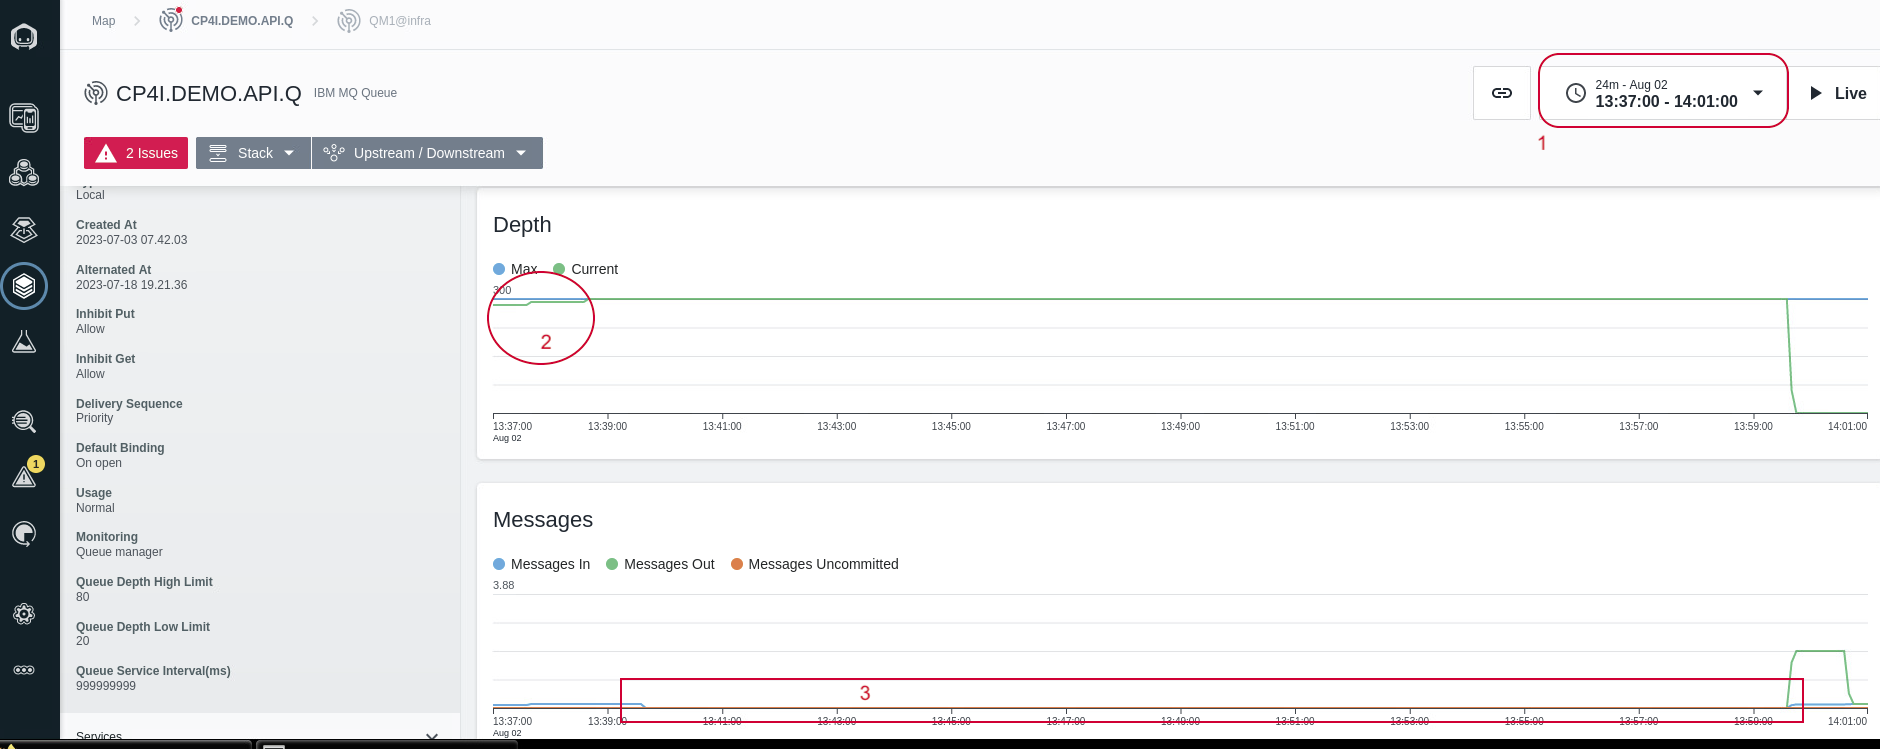 Map
CP4I.DEMO.API.Q
QM1@infra
CP4I.DEMO.API.Q
IBM MQ Queue
24m - Aug 02
13:37:00 - 14:01:00
Live
1
2 Issues
Stack
Upstream / Downstream
Local
Created At
2023-07-03 07.42.03
Alternated At
2023-07-18 19.21.36
Inhibit Put
Allow
Inhibit Get
Allow
Delivery Sequence
Priority
Default Binding
On open
Usage
Normal
Monitoring
Queue manager
Queue Depth High Limit
80
Queue Depth Low Limit
20
Queue Service Interval(ms)
999999999
Services
1
Depth
Max Current
300
2
13:37:00 13:39:00 13:41:00 13:43:00 13:45:00 13:47:00 13:49:00 13:51:00 13:53:00 13:55:00 13:57:00 13:59:00 14:01:00
Aug 02
Messages
Messages In Messages Out Messages Uncommitted
3.88
3
13:37:00 13:39:00 13:41:00 13:43:00 13:45:00 13:47:00 13:49:00 13:51:00 13:53:00 13:55:00 13:57:00 13:59:00 14:01:00
Aug 02